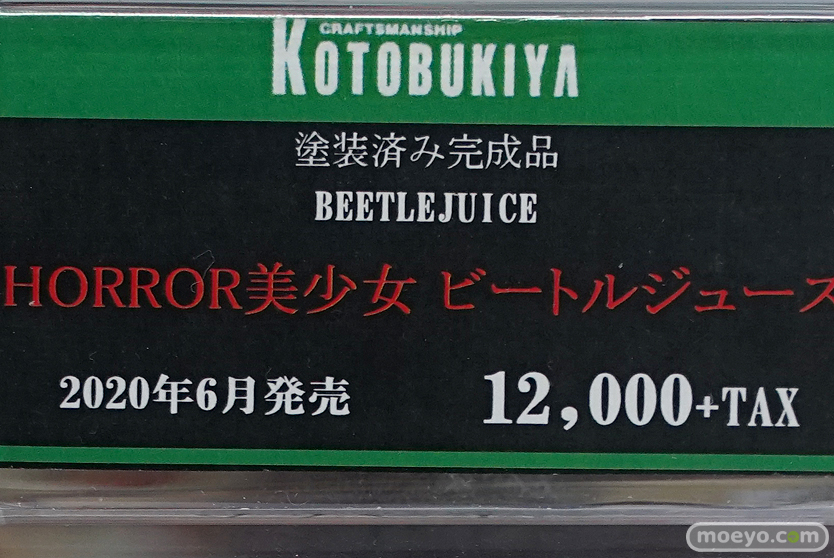 CRAFTSMANSHIP
KOTOBUKIYA
塗装済み完成品
BEETLEJUICE
HORROR美少女 ビートルジュース
2020年6月発売 12,000+TAX
moeyo.com